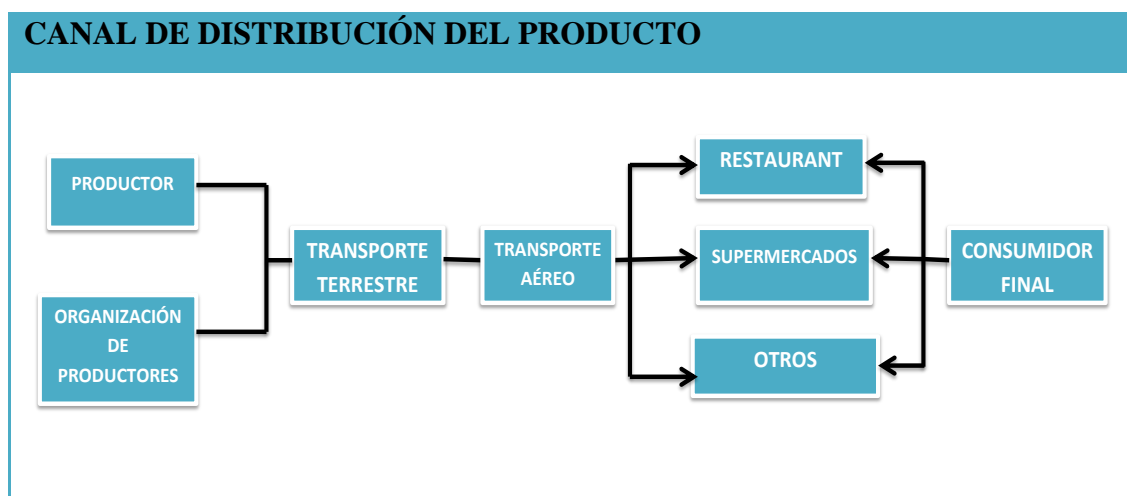 CANAL DE DISTRIBUCIÓN DEL PRODUCTO
PRODUCTOR
ORGANIZACIÓN
DE
PRODUCTORES
TRANSPORTE
TERRESTRE
TRANSPORTE
AÉREO
RESTAURANT
SUPERMERCADOS
OTROS
CONSUMIDOR
FINAL